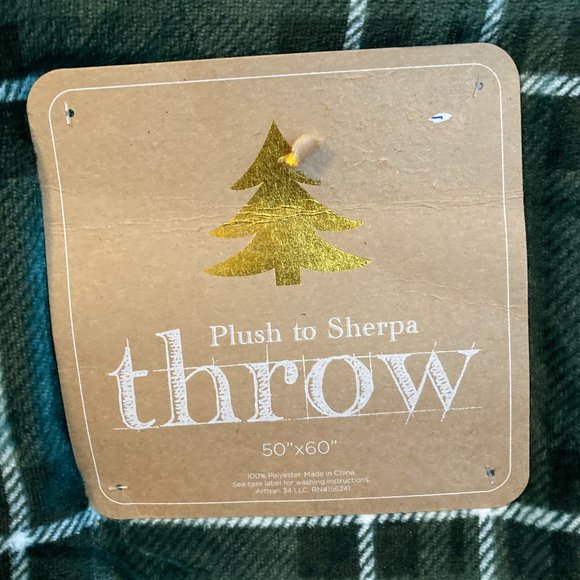 Plush to Sherpa
throw
50"x60"
100% Polyester. Made in China.
See care label for washing instructions.
Artisan 34 LLC. RN#156241